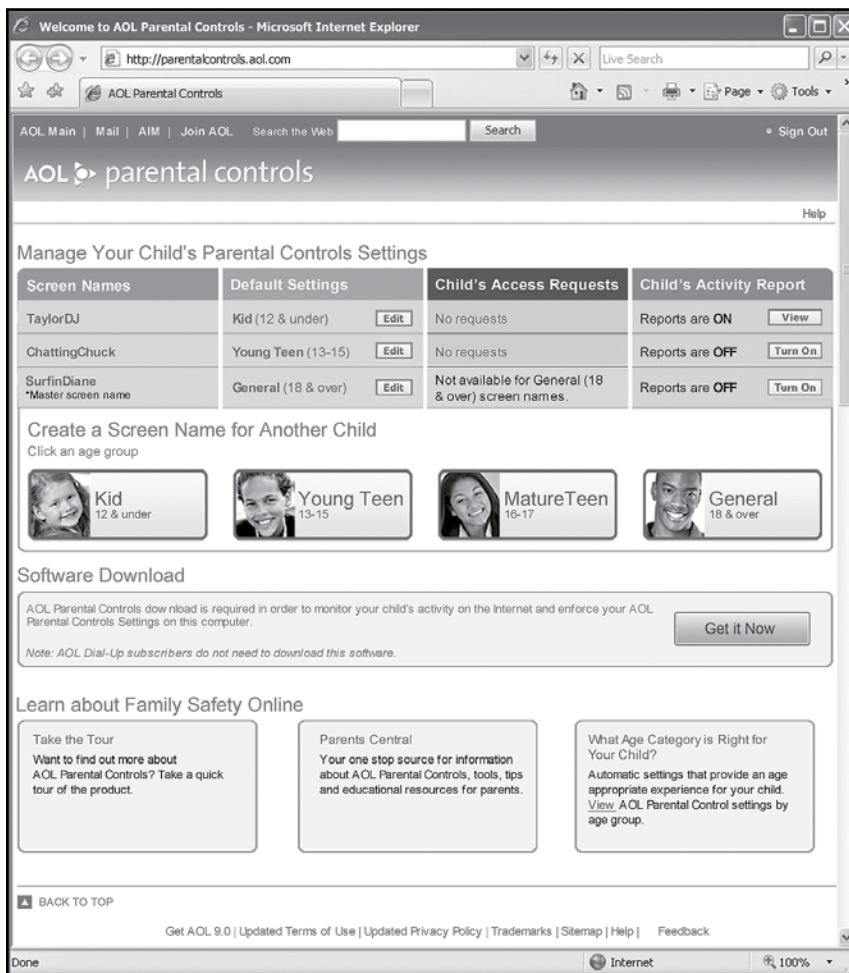 Welcome to AOL Parental Controls - Microsoft Internet Explorer
http://parentalcontrols.aol.com
Live Search
AOL Parental Controls
Page
Tools
AOL Main | Mail | AIM | Join AOL Search the Web Search
Sign Out
AOL parental controls
Help
Manage Your Child's Parental Controls Settings
Screen Names Default Settings Child's Access Requests Child's Activity Report
TaylorDJ Kid (12 & under) Edit No requests Reports are ON View
ChattingChuck Young Teen (13-15) Edit No requests Reports are OFF Turn On
SurfinDiane General (18 & over) Edit Not available for General (18 Reports are OFF Turn On
*Master screen name & over) screen names.
Create a Screen Name for Another Child
Click an age group
Kid Young Teen MatureTeen General
12 & under 13-15 16-17 18 & over
Software Download
AOL Parental Controls download is required in order to monitor your child's activity on the Internet and enforce your AOL
Parental Controls Settings on this computer.
Get it Now
Note: AOL Dial-Up subscribers do not need to download this software.
Learn about Family Safety Online
Take the Tour
Want to find out more about
AOL Parental Controls? Take a quick
tour of the product.
Parents Central
Your one stop source for information
about AOL Parental Controls, tools, tips
and educational resources for parents.
What Age Category is Right for
Your Child?
Automatic settings that provide an age
appropriate experience for your child.
View AOL Parental Control settings by
age group.
BACK TO TOP
Get AOL 9.0 | Updated Terms of Use | Updated Privacy Policy | Trademarks | Sitemap | Help | Feedback
Done Internet 100%